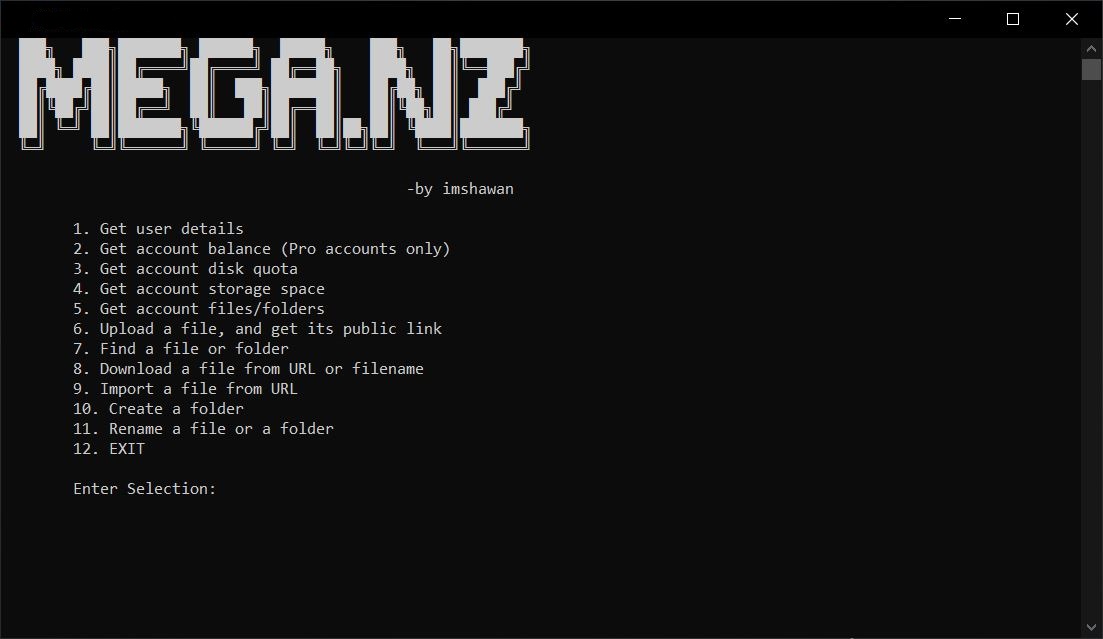 MEGA.NZ
-by imshawan
1. Get user details
2. Get account balance (Pro accounts only)
3. Get account disk quota
4. Get account storage space
5. Get account files/folders
6. Upload a file, and get its public link
7. Find a file or folder
8. Download a file from URL or filename
9. Import a file from URL
10. Create a folder
11. Rename a file or a folder
12. EXIT
Enter Selection: